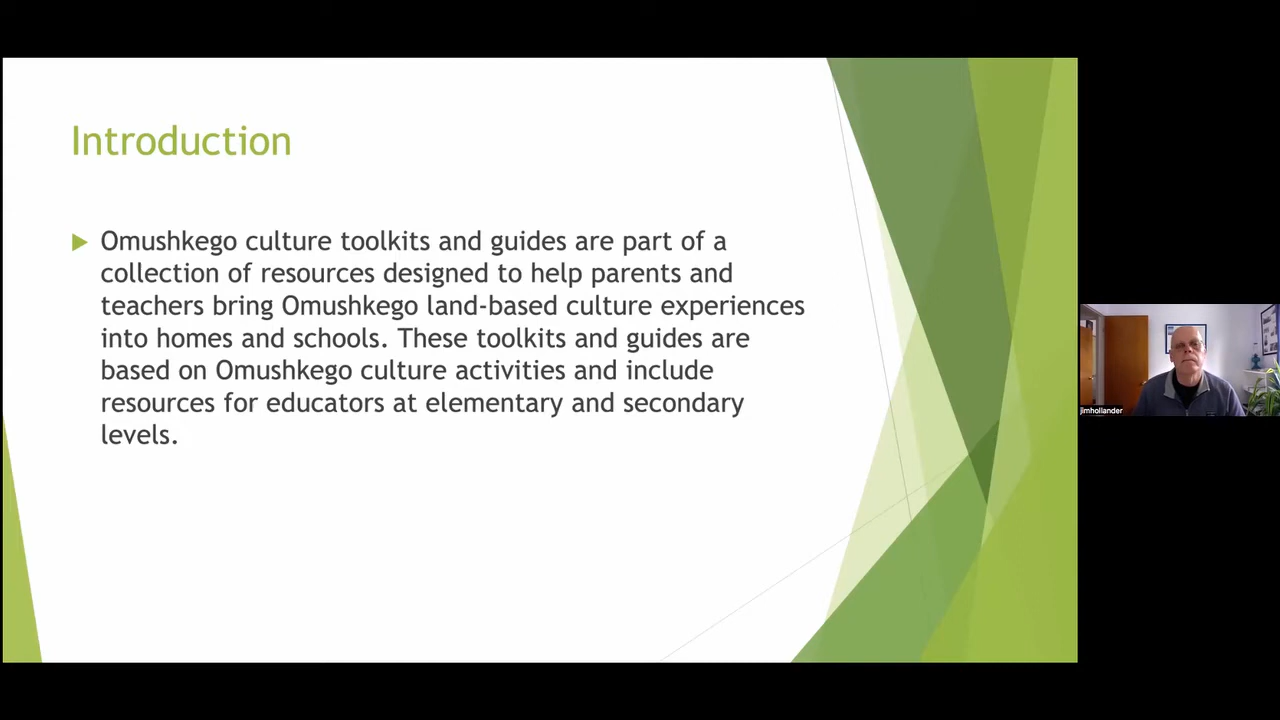 Introduction
Omushkego culture toolkits and guides are part of a
collection of resources designed to help parents and
teachers bring Omushkego land-based culture experiences
into homes and schools. These toolkits and guides are
based on Omushkego culture activities and include
resources for educators at elementary and secondary
levels.
jimhollander